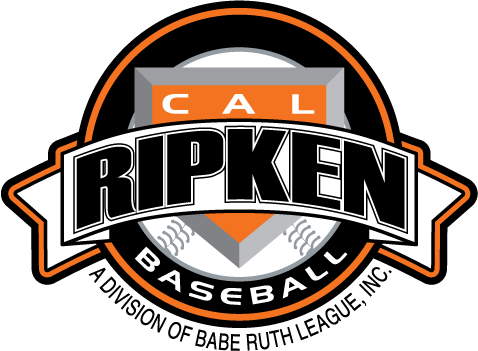 CAL
RIPKEN
BASEBALL
A DIVISION OF BABE RUTH LEAGUE, INC.